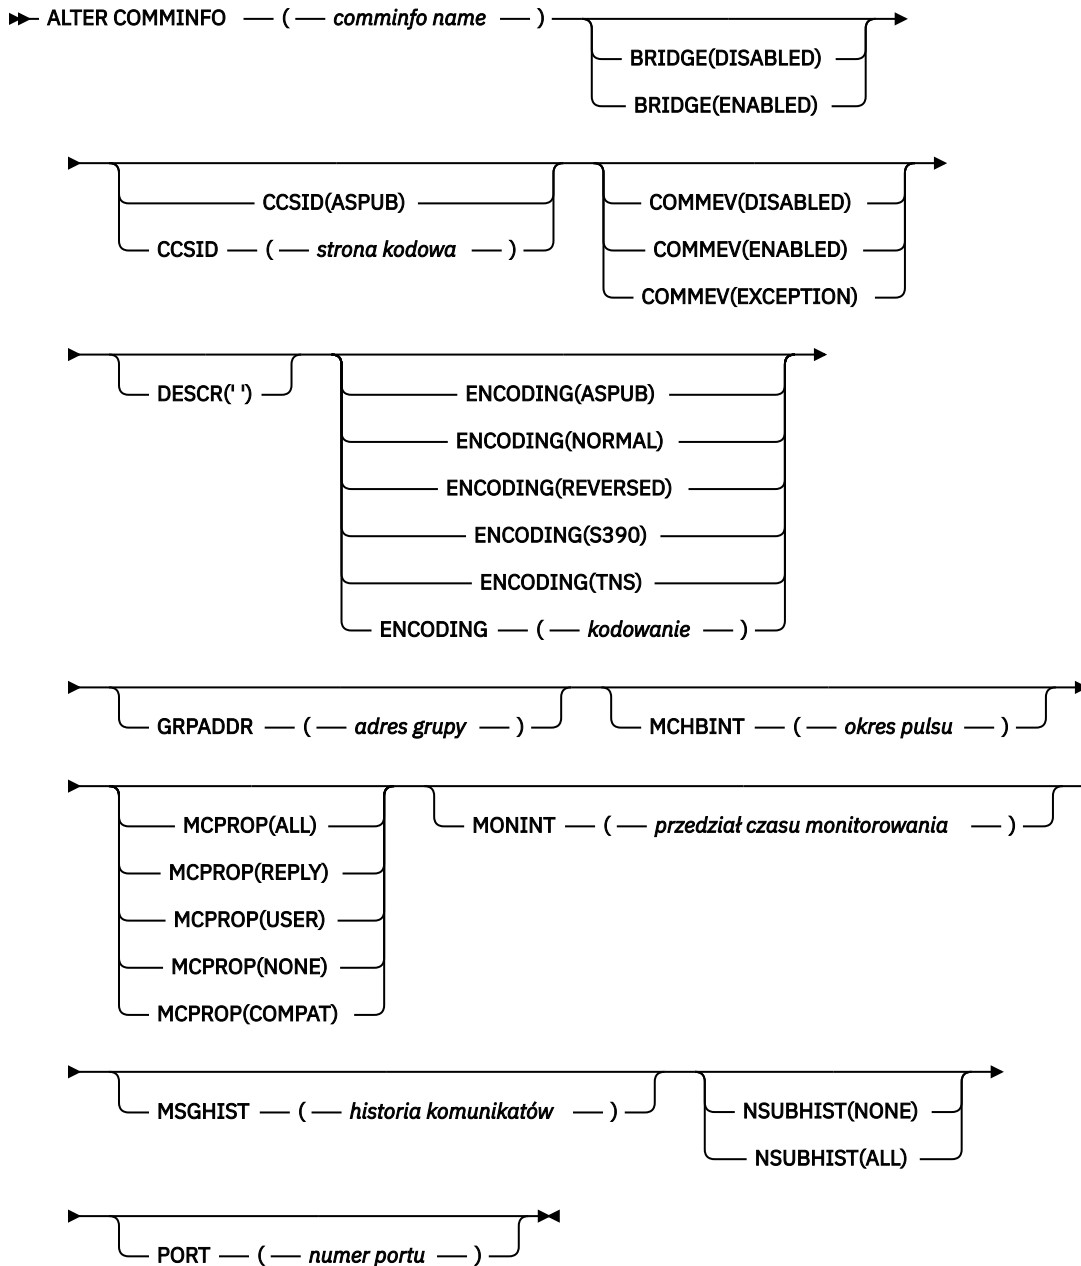 ALTER COMMINFO ( comminfo name )
BRIDGE(DISABLED)
BRIDGE(ENABLED)
CCSID(ASPUB)
CCSID ( strona kodowa )
COMMEV(DISABLED)
COMMEV(ENABLED)
COMMEV(EXCEPTION)
DESCR(' ')
ENCODING(ASPUB)
ENCODING(NORMAL)
ENCODING(REVERSED)
ENCODING(S390)
ENCODING(TNS)
ENCODING ( kodowanie )
GRPADDR ( adres grupy )
MCHBINT ( okres pulsu )
MCPROP(ALL)
MCPROP(REPLY)
MCPROP(USER)
MCPROP(NONE)
MCPROP(COMPAT)
MONINT ( przedział czasu monitorowania )
MSGHIST ( historia komunikatów )
NSUBHIST(NONE)
NSUBHIST(ALL)
PORT ( numer portu )